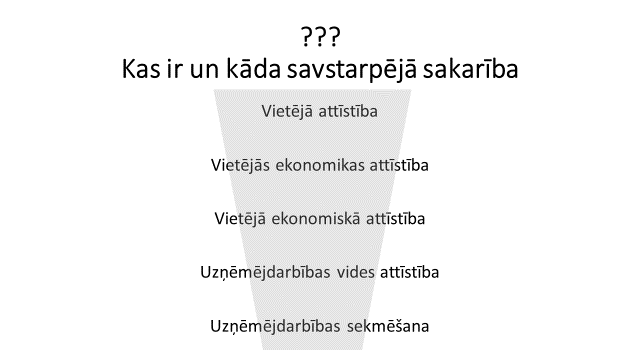 ???
Kas ir un kāda savstarpējā sakarība
Vietējā attīstība
Vietējās ekonomikas attīstība
Vietējā ekonomiskā attīstība
Uzņēmējdarbības vides attīstība
Uzņēmējdarbības sekmēšana